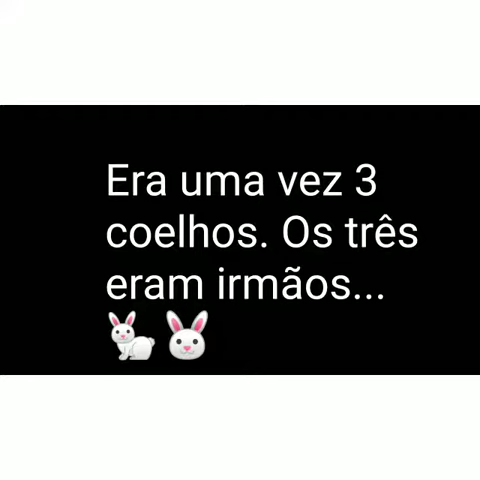 Era uma vez 3
coelhos. Os três
eram irmãos...
🐇🐰